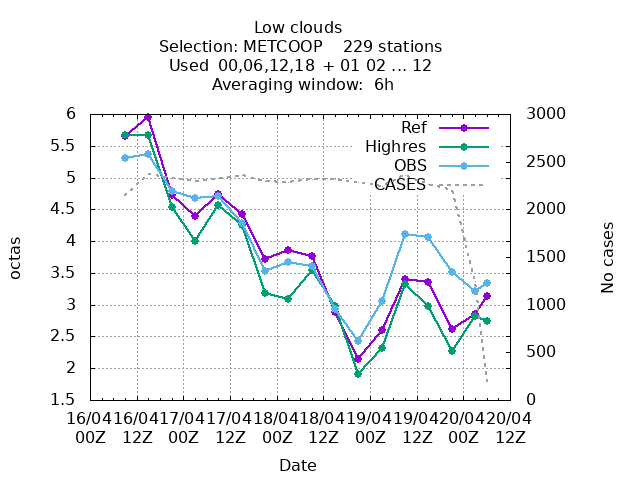 Low clouds
Selection: METCOOP 229 stations
Used 00,06,12,18 + 01 02 ... 12
Averaging window: 6h
6
5.5
5
4.5
4
3.5
3
2.5
2
1.5
octas
3000
2500
2000
1500
1000
500
0
No cases
Ref
Highres
OBS
CASES
16/04 16/04 17/04 17/04 18/04 18/04 19/04 19/04 20/04 20/04
00Z 12Z 00Z 12Z 00Z 12Z 00Z 12Z 00Z 12Z
Date